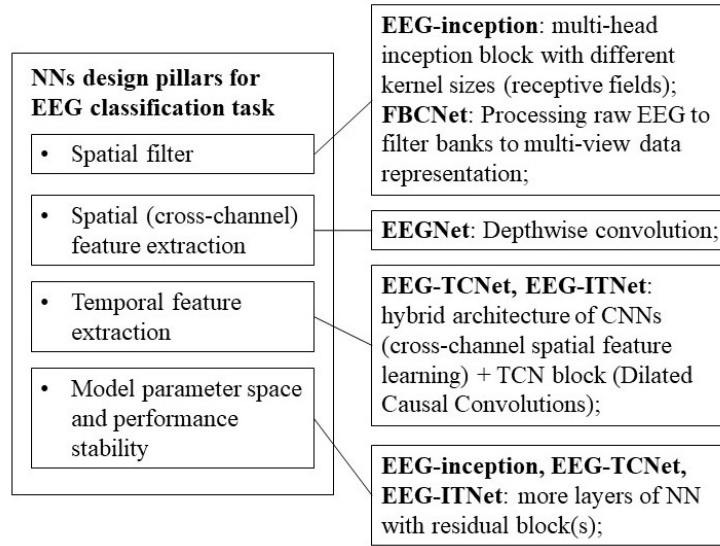 NNs design pillars for
EEG classification task
• Spatial filter
• Spatial (cross-channel)
feature extraction
• Temporal feature
extraction
• Model parameter space
and performance
stability
EEG-inception: multi-head
inception block with different
kernel sizes (receptive fields);
FBCNet: Processing raw EEG to
filter banks to multi-view data
representation;
EEGNet: Depthwise convolution;
EEG-TCNet, EEG-ITNet:
hybrid architecture of CNNs
(cross-channel spatial feature
learning) + TCN block (Dilated
Causal Convolutions);
EEG-inception, EEG-TCNet,
EEG-ITNet: more layers of NN
with residual block(s);